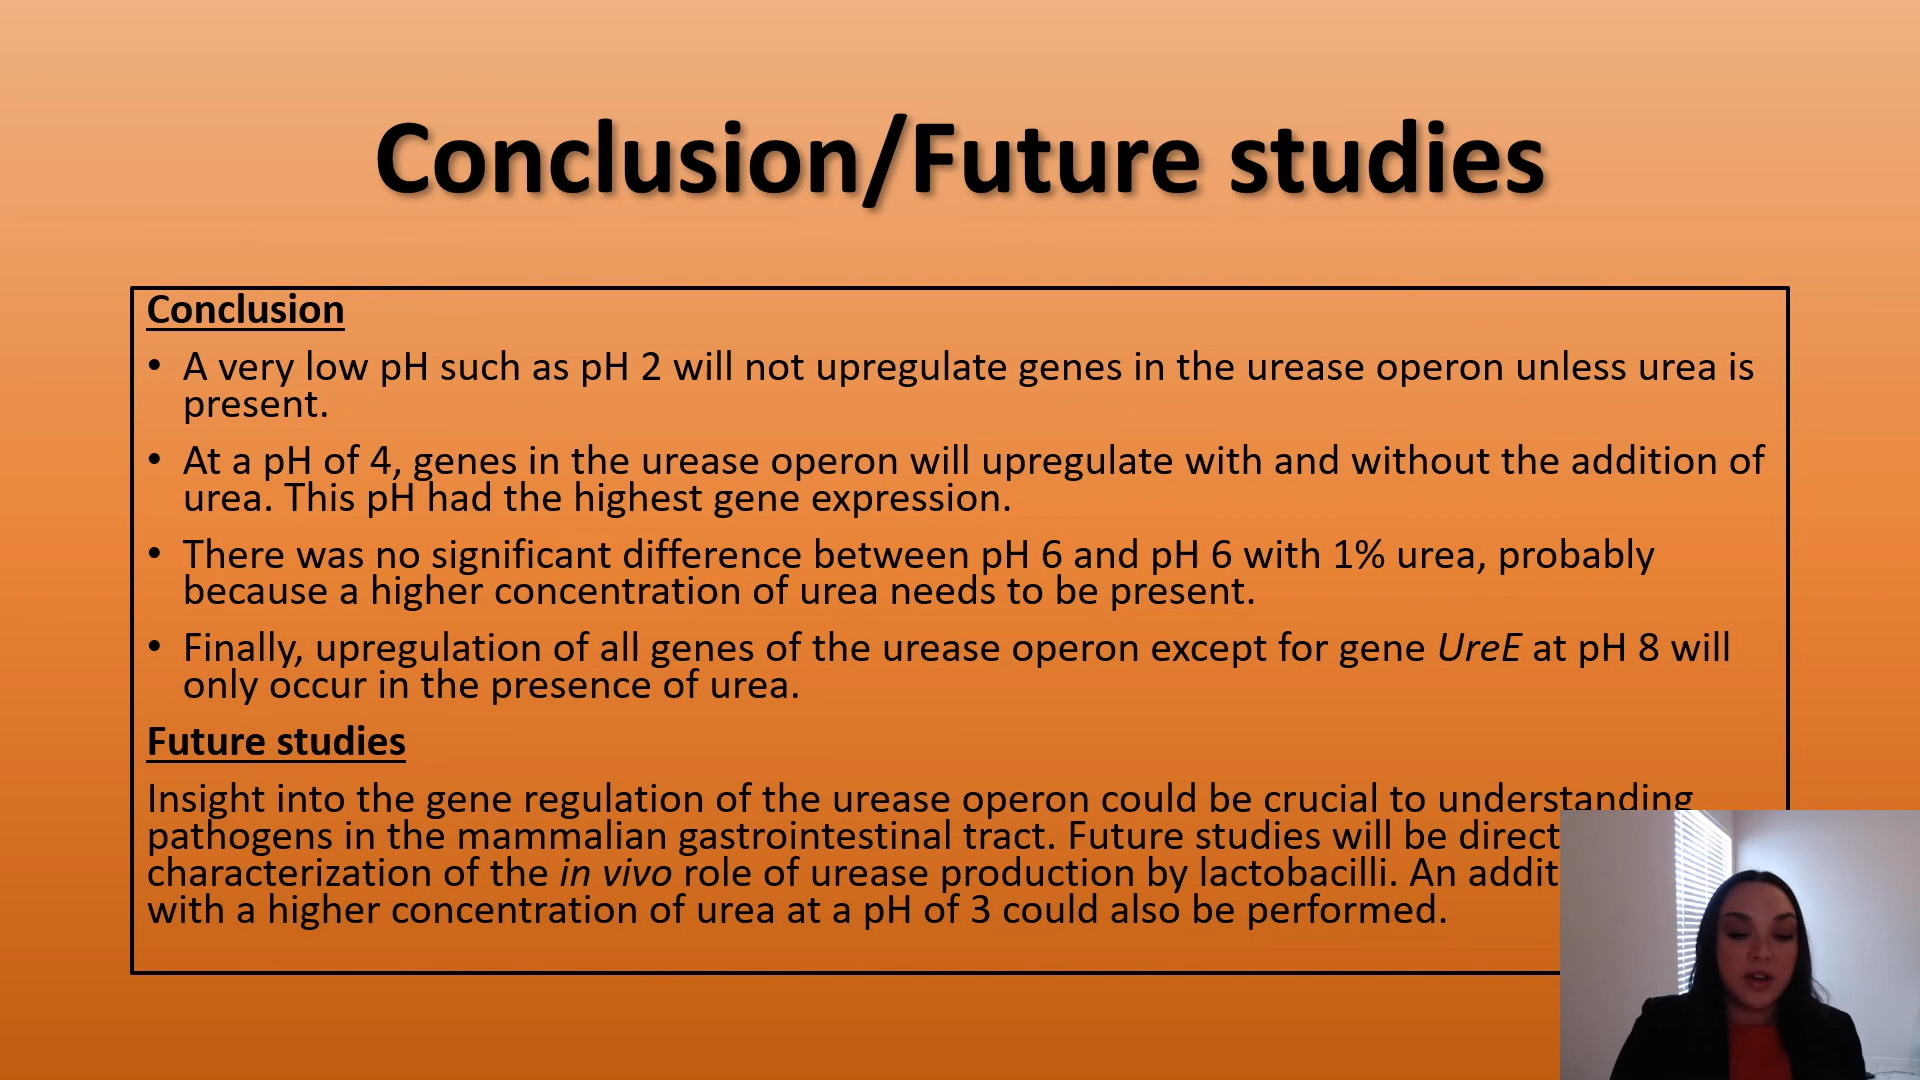 Conclusion/Future studies
Conclusion
• A very low pH such as pH 2 will not upregulate genes in the urease operon unless urea is
present.
• At a pH of 4, genes in the urease operon will upregulate with and without the addition of
urea. This pH had the highest gene expression.
• There was no significant difference between pH 6 and pH 6 with 1% urea, probably
because a higher concentration of urea needs to be present.
• Finally, upregulation of all genes of the urease operon except for gene UreE at pH 8 will
only occur in the presence of urea.
Future studies
Insight into the gene regulation of the urease operon could be crucial to understanding
pathogens in the mammalian gastrointestinal tract. Future studies will be
characterization of the in vivo role of urease production by lactobacilli. An
with a higher concentration of urea at a pH of 3 could also be performed.